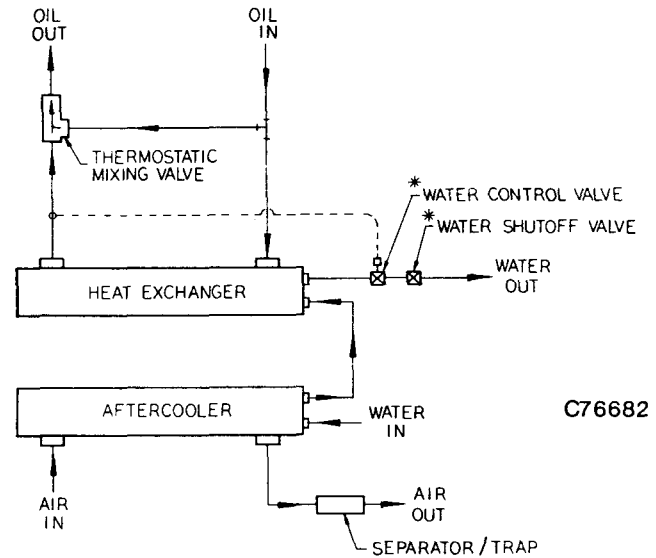 OIL
OUT
OIL
IN
THERMOSTATIC
MIXING VALVE
*
WATER CONTROL VALVE
*
WATER SHUTOFF VALVE
WATER
OUT
HEAT EXCHANGER
AFTERCOOLER
WATER
IN
C76682
AIR
IN
AIR
OUT
SEPARATOR/TRAP